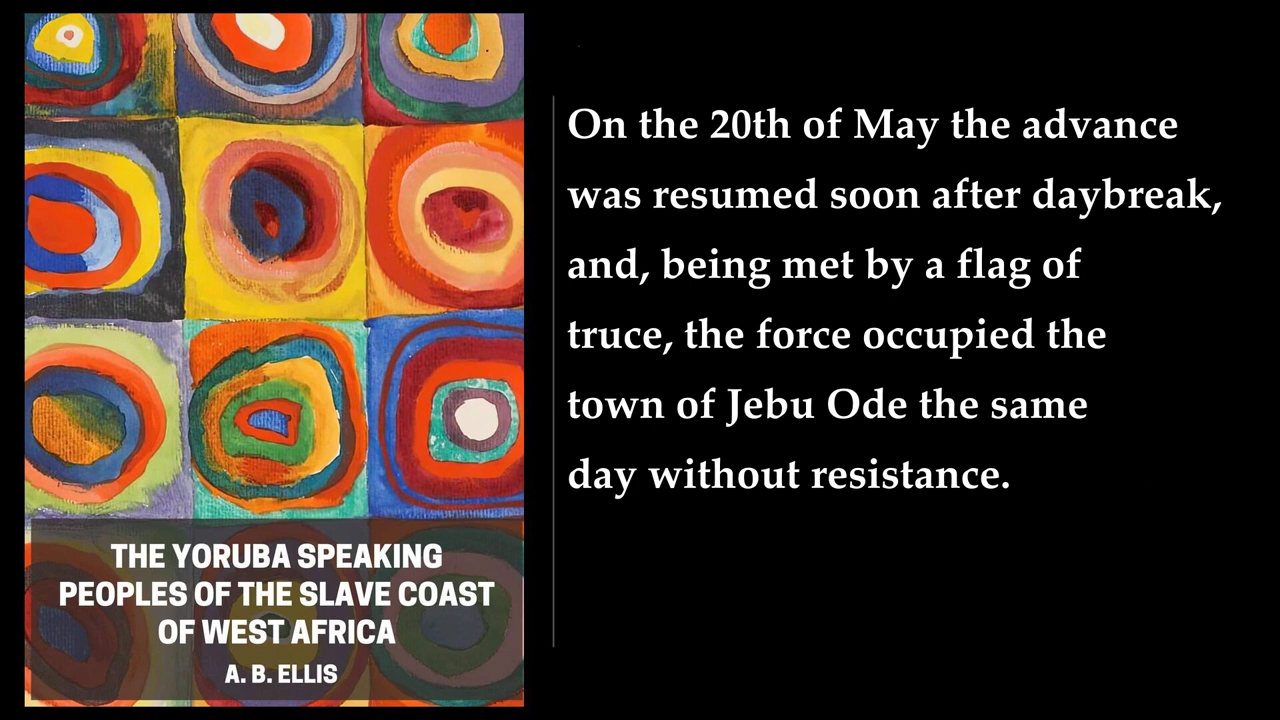 THE YORUBA SPEAKING
PEOPLES OF THE SLAVE COAST
OF WEST AFRICA
A. B. ELLIS
On the 20th of May the advance
was resumed soon after daybreak,
and, being met by a flag of
truce, the force occupied the
town of Jebu Ode the same
day without resistance.